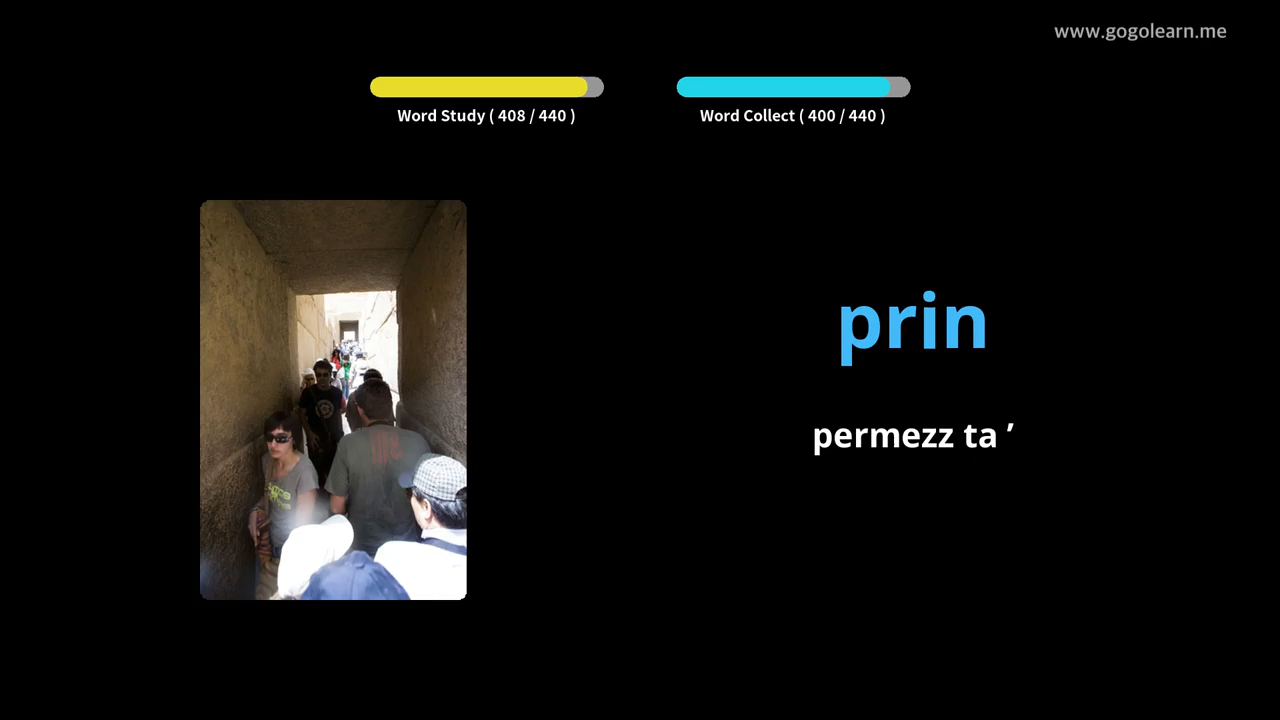 www.gogolearn.me
Word Study ( 408 / 440 )
Word Collect ( 400 / 440 )
prin
permezz ta ’